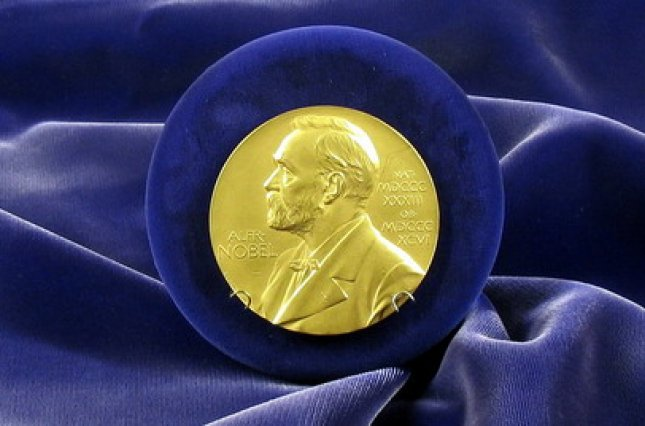 ALFR·
NOBEL
NAT·
MDCCC
XXXIII
OB·
MDCCC
XCVI